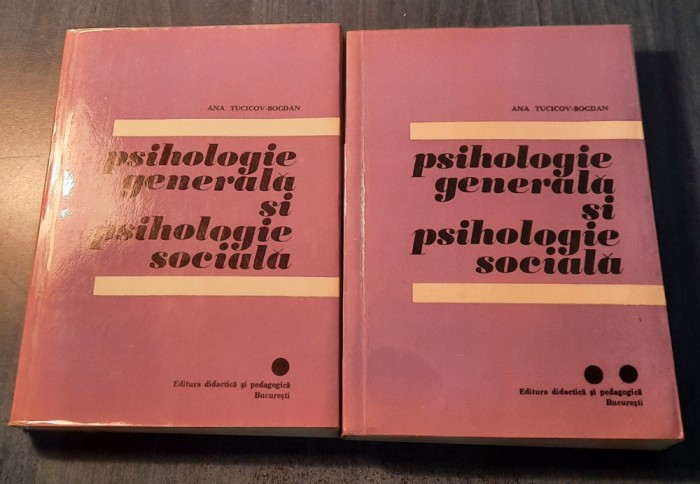 ANA TUCICOV-BOGDAN
psihologie
generală
și
psihologie
socială
Editura didactică și pedagogică
București
ANA TUCICOV-BOGDAN
psihologie
generală
și
psihologie
socială
Editura didactică și pedagogică
București